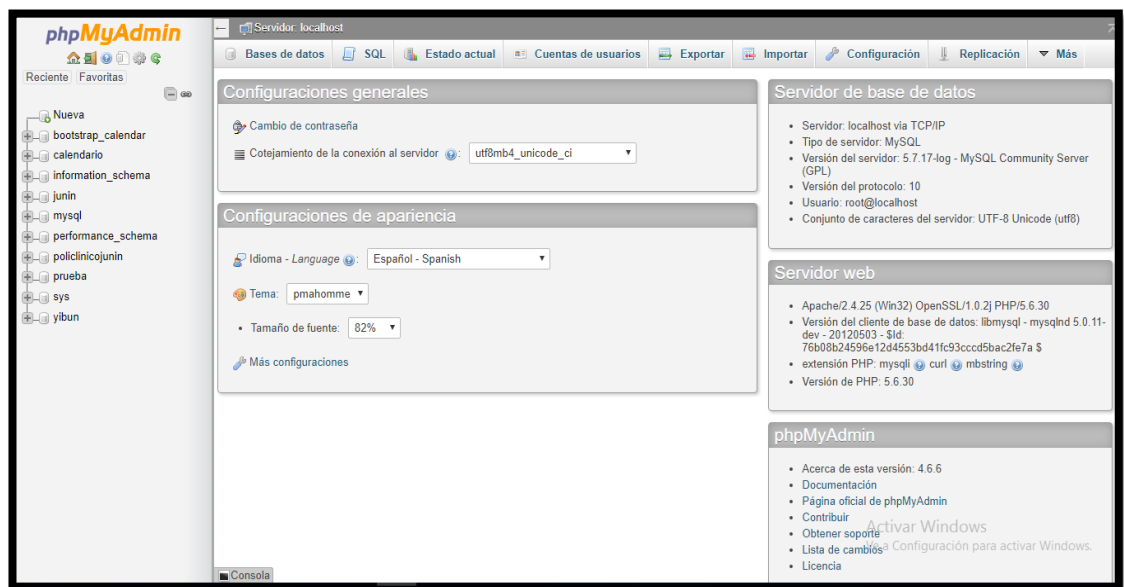 phpMyAdmin
Reciente Favoritas
Nueva
bootstrap_calendar
calendario
information_schema
junin
mysql
performance_schema
policlinicojunin
prueba
sys
yibun
Servidor: localhost
Bases de datos SQL Estado actual Cuentas de usuarios Exportar Importar Configuración Replicación Más
Configuraciones generales
Cambio de contraseña
Cotejamiento de la conexión al servidor : utf8mb4_unicode_ci
Configuraciones de apariencia
Idioma - Language : Español - Spanish
Tema: pmahomme
• Tamaño de fuente: 82%
Más configuraciones
Servidor de base de datos
• Servidor: localhost via TCP/IP
• Tipo de servidor: MySQL
• Versión del servidor: 5.7.17-log - MySQL Community Server
(GPL)
• Versión del protocolo: 10
• Usuario: root@localhost
• Conjunto de caracteres del servidor: UTF-8 Unicode (utf8)
Servidor web
• Apache/2.4.25 (Win32) OpenSSL/1.0.2j PHP/5.6.30
• Versión del cliente de base de datos: libmysql - mysqlnd 5.0.11-
dev - 20120503 - $Id:
76b08b24596e12d4553bd41fc93cccd5bac2fe7a $
• extensión PHP: mysqli curl mbstring
• Versión de PHP: 5.6.30
phpMyAdmin
• Acerca de esta versión: 4.6.6
• Documentación
• Página oficial de phpMyAdmin
• Contribuir
• Obtener soporte
• Lista de cambios
• Licencia
Activar Windows
Ve a Configuración para activar Windows.
Consola